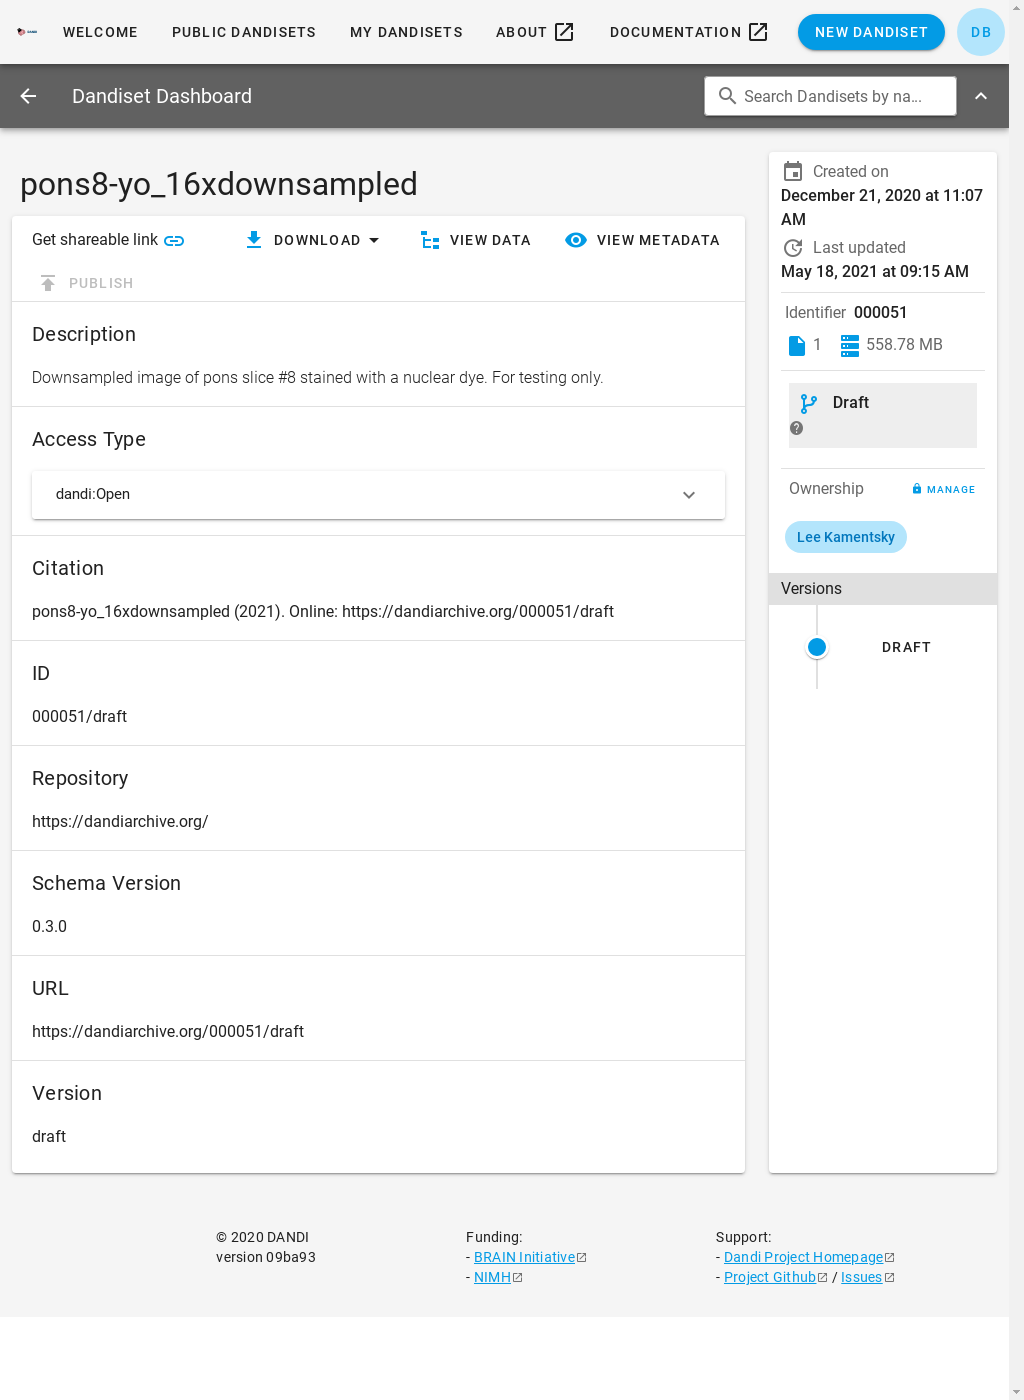 WELCOME
PUBLIC DANDISETS
MY DANDISETS
ABOUT
DOCUMENTATION
NEW DANDISET
DB
Dandiset Dashboard
Search Dandisets by na...
pons8-yo_16xdownsampled
Get shareable link
DOWNLOAD
VIEW DATA
VIEW METADATA
PUBLISH
Description
Downsampled image of pons slice #8 stained with a nuclear dye. For testing only.
Access Type
dandi:Open
Citation
pons8-yo_16xdownsampled (2021). Online: https://dandiarchive.org/000051/draft
ID
000051/draft
Repository
https://dandiarchive.org/
Schema Version
0.3.0
URL
https://dandiarchive.org/000051/draft
Version
draft
Created on
December 21, 2020 at 11:07
AM
Last updated
May 18, 2021 at 09:15 AM
Identifier 000051
1 558.78 MB
Draft
Ownership
MANAGE
Lee Kamentsky
Versions
DRAFT
© 2020 DANDI
version 09ba93
Funding:
- BRAIN Initiative
- NIMH
Support:
- Dandi Project Homepage
- Project Github / Issues